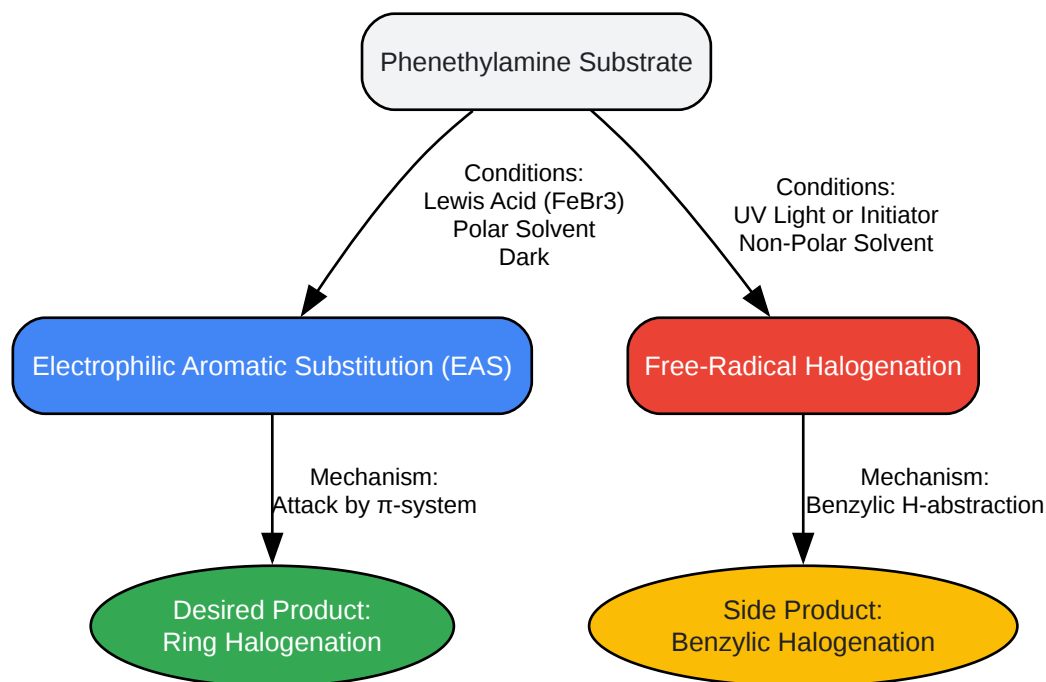 Phenethylamine Substrate
Conditions:
Lewis Acid (FeBr3)
Polar Solvent
Dark
Conditions:
UV Light or Initiator
Non-Polar Solvent
Electrophilic Aromatic Substitution (EAS)
Free-Radical Halogenation
Mechanism:
Attack by π-system
Mechanism:
Benzylic H-abstraction
Desired Product:
Ring Halogenation
Side Product:
Benzylic Halogenation